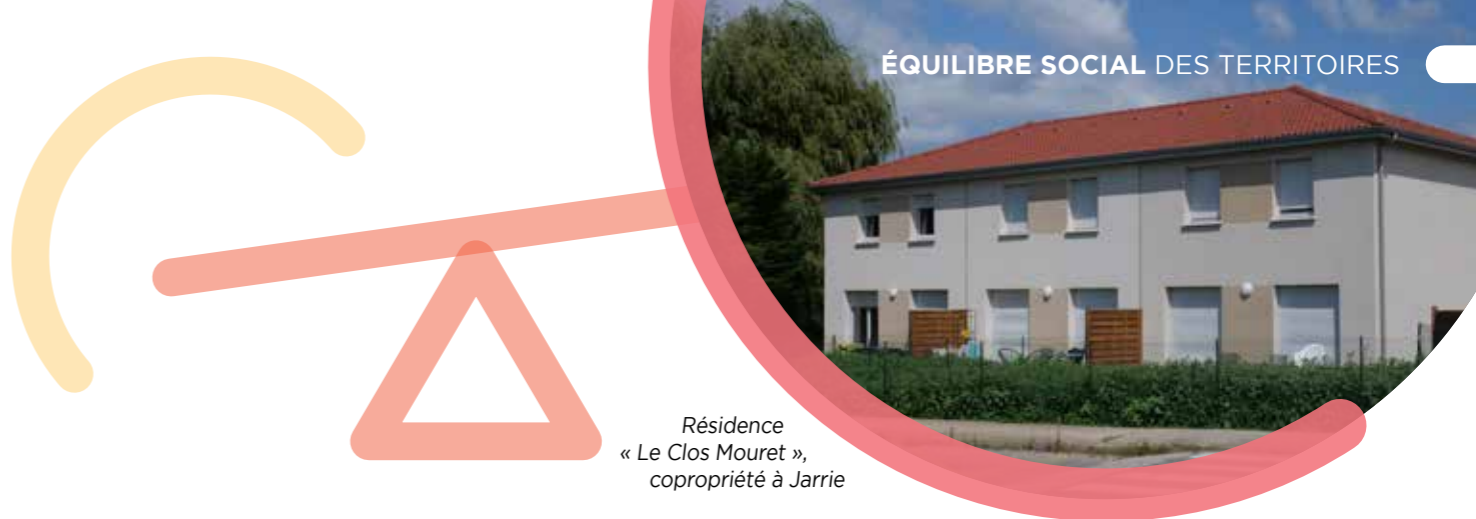 ÉQUILIBRE SOCIAL DES TERRITOIRES
Résidence
« Le Clos Mouret »,
copropriété à Jarrie